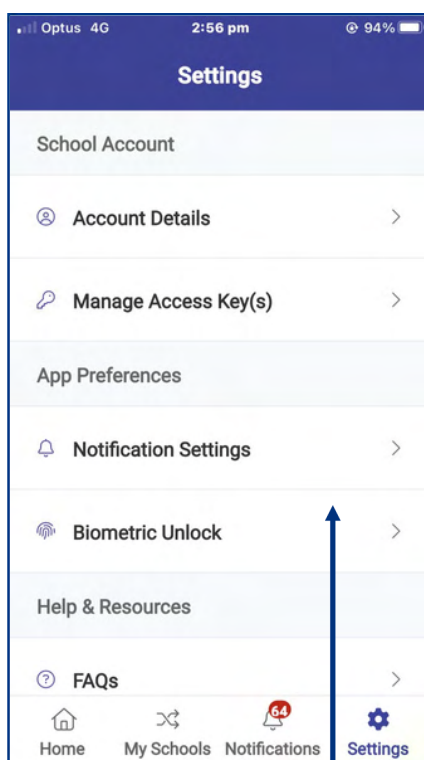 Optus 4G 2:56 pm 94%
Settings
School Account
Account Details
Manage Access Key(s)
App Preferences
Notification Settings
Biometric Unlock
Help & Resources
FAQs
64
Home My Schools Notifications Settings